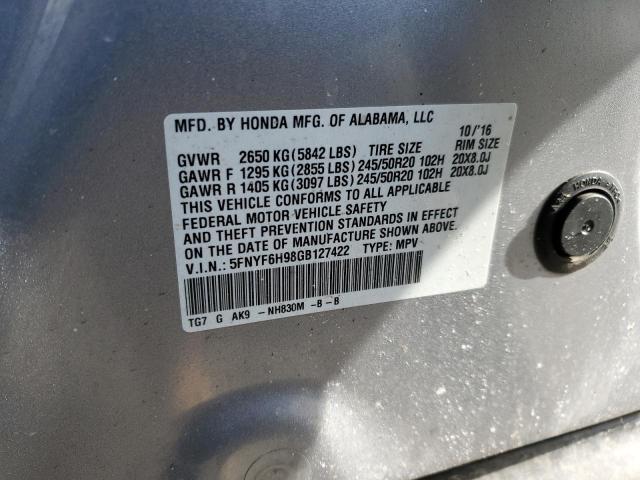 MFD. BY HONDA MFG. OF ALABAMA, LLC 10/'16
GVWR 2650 KG(5842 LBS) TIRE SIZE RIM SIZE
GAWR F 1295 KG(2855 LBS) 245/50R20 102H 20X8.0J
GAWR R 1405 KG(3097 LBS) 245/50R20 102H 20X8.0J
THIS VEHICLE CONFORMS TO ALL APPLICABLE
FEDERAL MOTOR VEHICLE SAFETY
AND THEFT PREVENTION STANDARDS IN EFFECT
ON THE DATE OF MANUFACTURE SHOWN ABOVE.
V.I.N.: 5FNYF6H98GB127422 TYPE: MPV
TG7 G AK9 -NH830M -B-B
HONDA